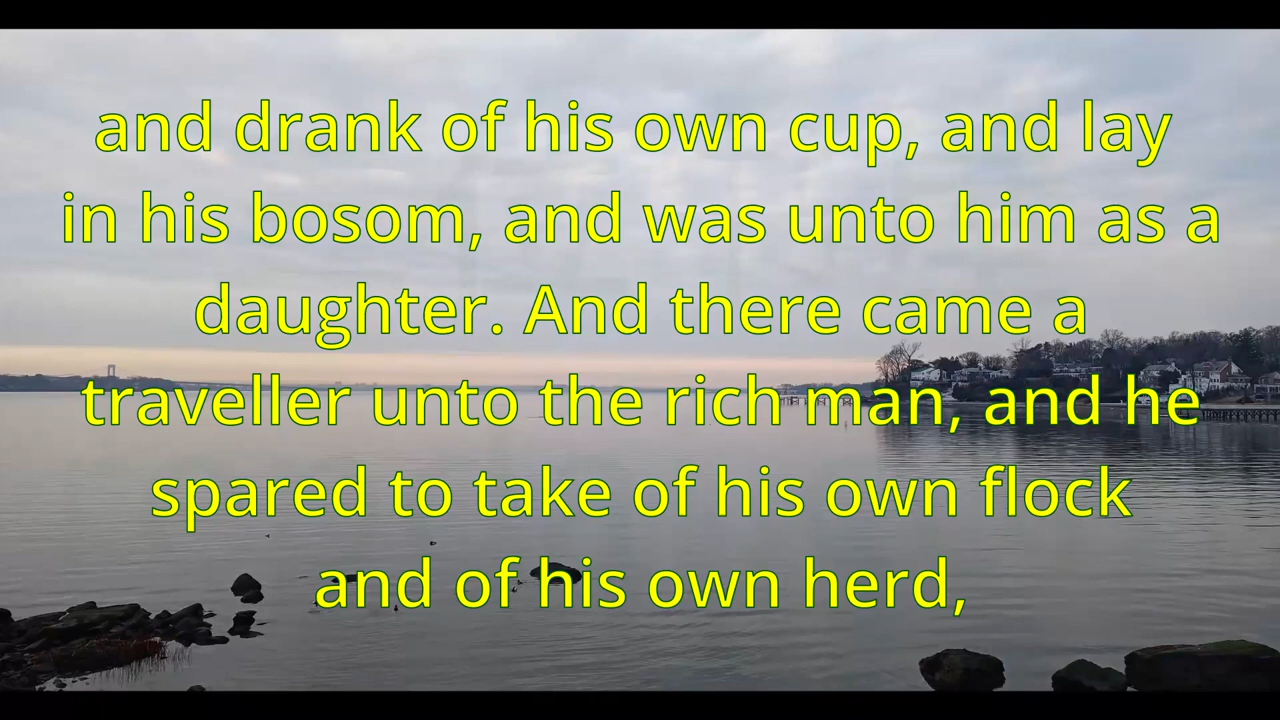 and drank of his own cup, and lay
in his bosom, and was unto him as a
daughter. And there came a
traveller unto the rich man, and he
spared to take of his own flock
and of his own herd,